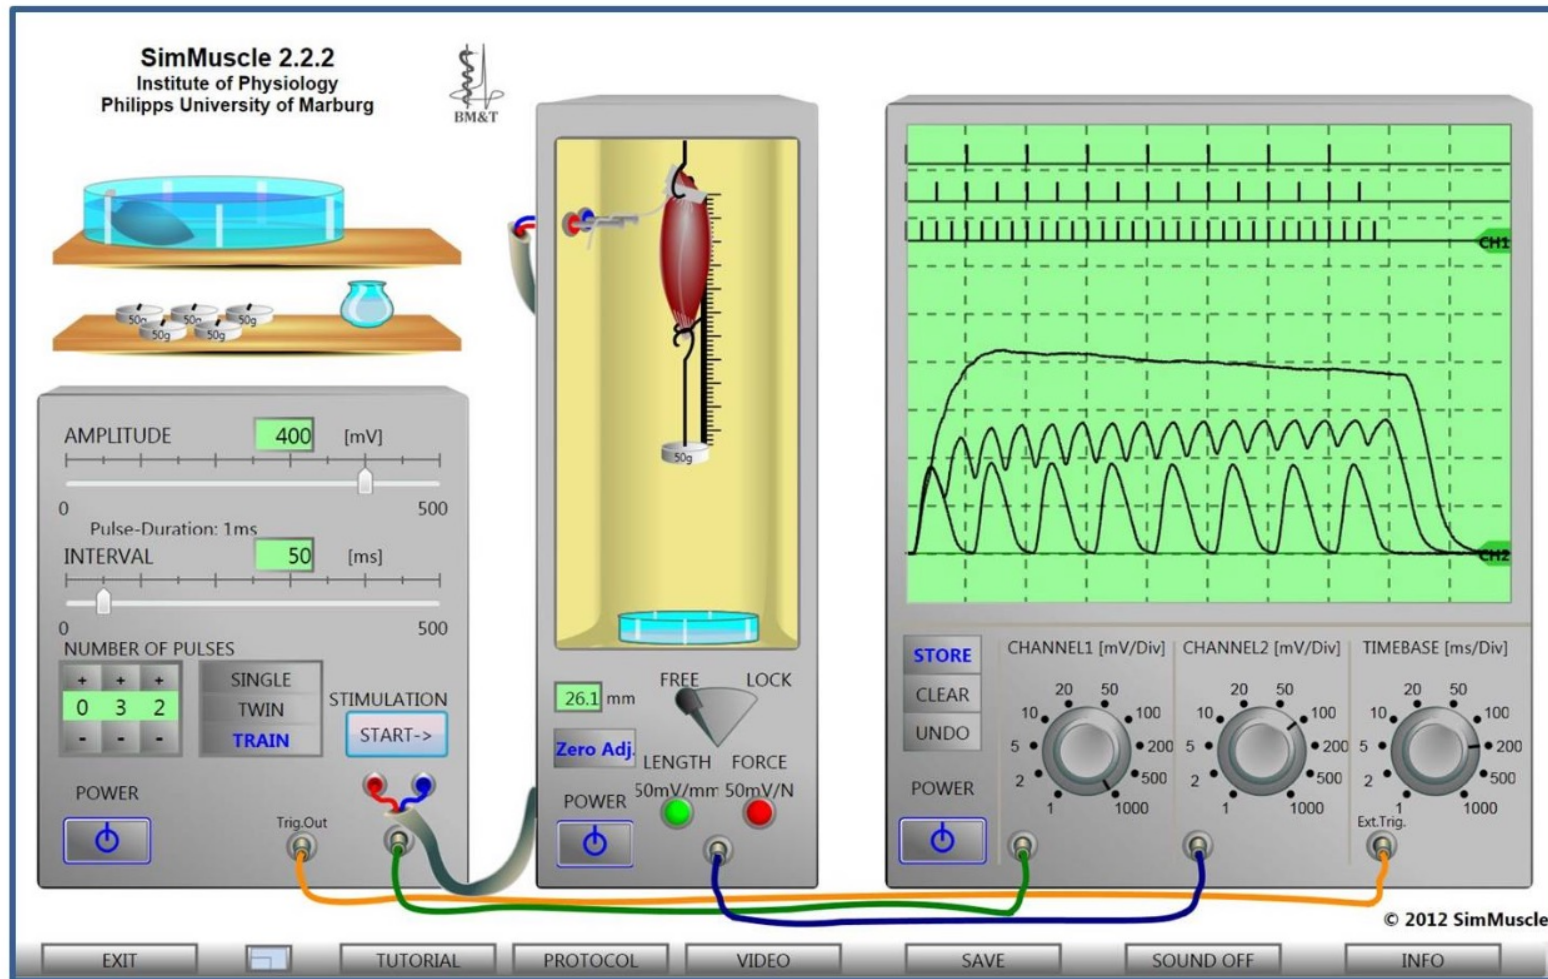 SimMuscle 2.2.2
Institute of Physiology
Philipps University of Marburg
BM&T
50g 50g 50g
50g 50g
AMPLITUDE 400 [mV]
0 500
Pulse-Duration: 1ms
INTERVAL 50 [ms]
0 500
NUMBER OF PULSES
+ + +
0 3 2
- - -
SINGLE
TWIN
TRAIN
STIMULATION
START->
POWER
Trig.Out
50g
26.1 mm
FREE LOCK
Zero Adj.
LENGTH FORCE
50mV/mm 50mV/N
POWER
CH1
CH2
STORE
CLEAR
UNDO
POWER
CHANNEL1 [mV/Div]
1 2 5 10 20 50 100 200 500 1000
CHANNEL2 [mV/Div]
1 2 5 10 20 50 100 200 500 1000
TIMEBASE [ms/Div]
1 2 5 10 20 50 100 200 500 1000
Ext.Trig.
© 2012 SimMuscle
EXIT TUTORIAL PROTOCOL VIDEO SAVE SOUND OFF INFO